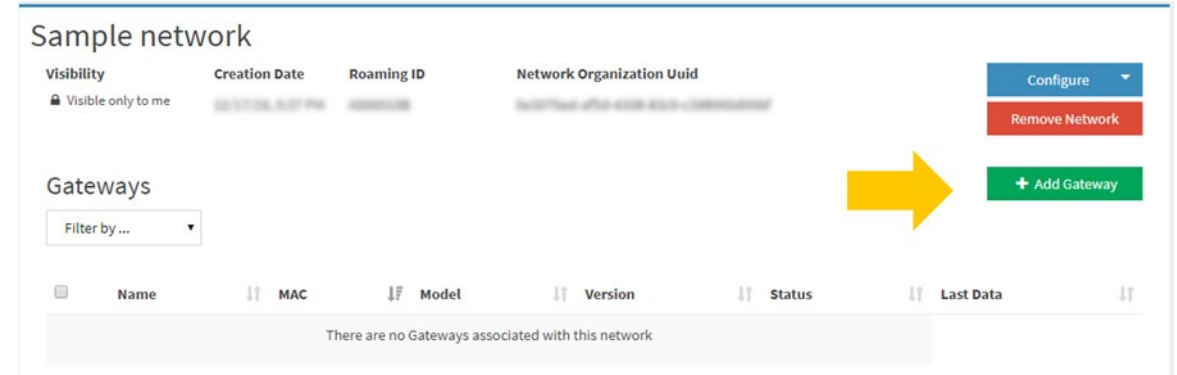 Sample network
Visibility Creation Date Roaming ID Network Organization Uuid
Visible only to me
Configure
Remove Network
Gateways
+ Add Gateway
Filter by ...
Name MAC Model Version Status Last Data
There are no Gateways associated with this network